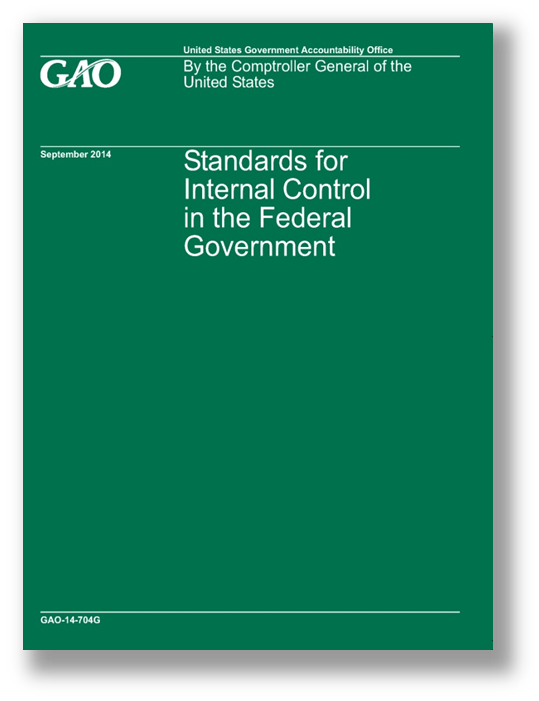 United States Government Accountability Office
GAO
By the Comptroller General of the
United States
September 2014
Standards for
Internal Control
in the Federal
Government
GAO-14-704G